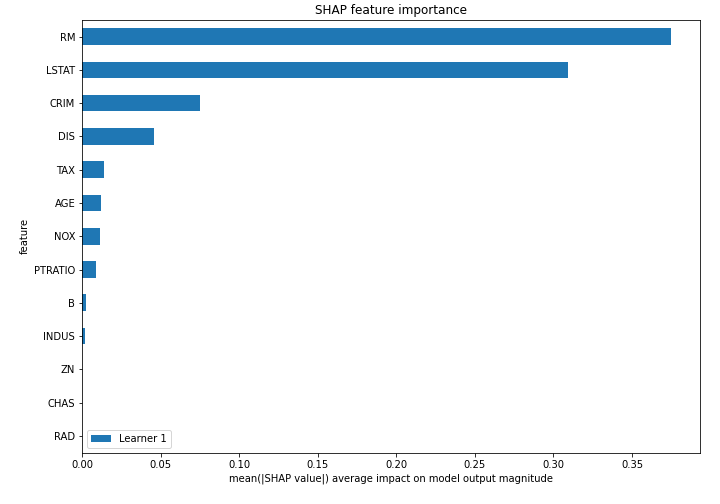 SHAP feature importance
RM
LSTAT
CRIM
DIS
TAX
AGE
NOX
PTRATIO
B
INDUS
ZN
CHAS
RAD
feature
Learner 1
0.00 0.05 0.10 0.15 0.20 0.25 0.30 0.35
mean(|SHAP value|) average impact on model output magnitude